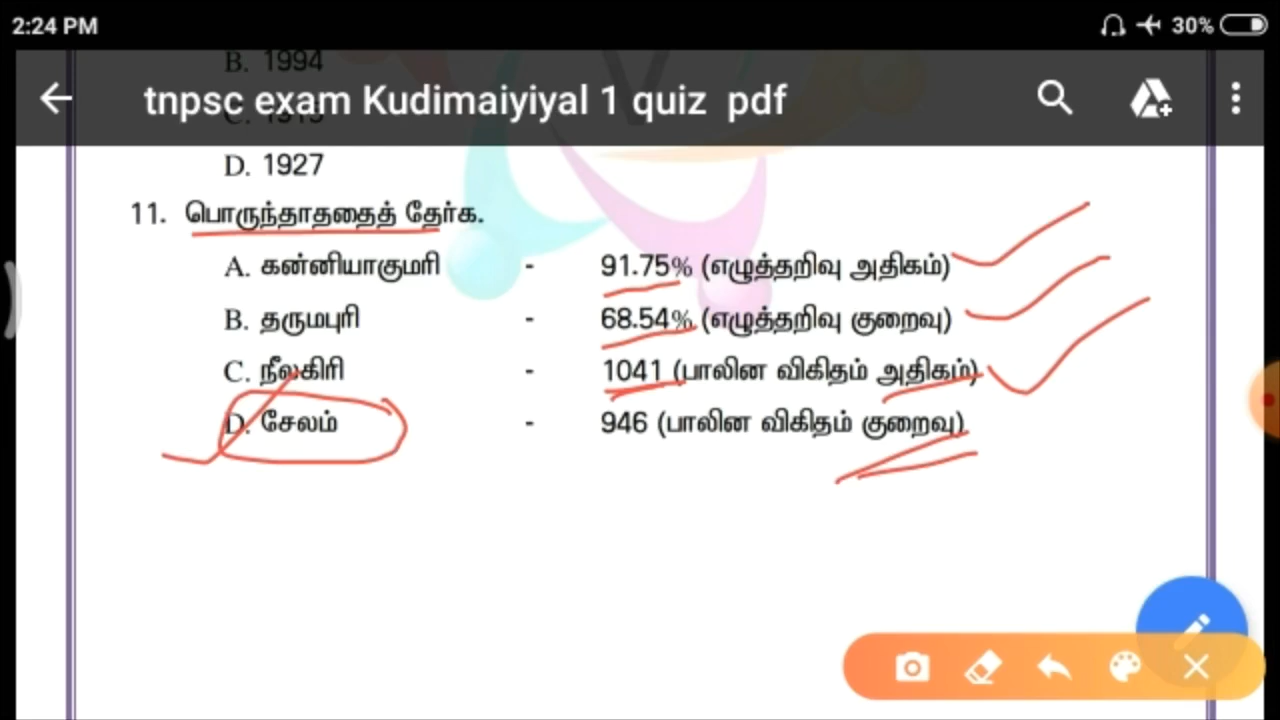 2:24 PM
30%
B. 1994
tnpsc exam Kudimaiyiyal 1 quiz pdf
C. 1915
D. 1927
11. பொருந்தாததைத் தேர்க.
A. கன்னியாகுமரி - 91.75% (எழுத்தறிவு அதிகம்)
B. தருமபுரி - 68.54% (எழுத்தறிவு குறைவு)
C. நீலகிரி - 1041 (பாலின விகிதம் அதிகம்)
D. சேலம் - 946 (பாலின விகிதம் குறைவு)